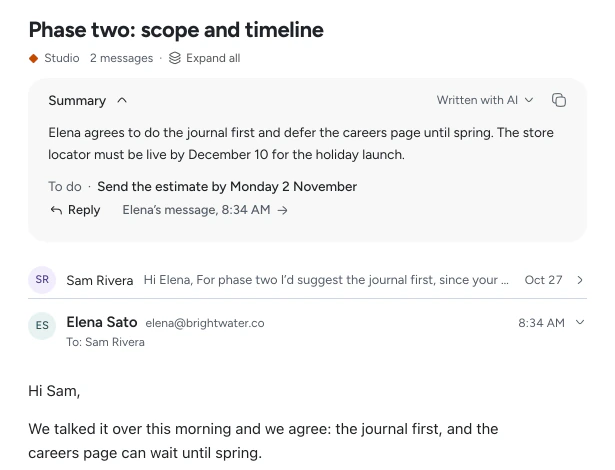 Phase two: scope and timeline
Studio 2 messages · Expand all
Summary
Written with AI
Elena agrees to do the journal first and defer the careers page until spring. The store
locator must be live by December 10 for the holiday launch.
To do · Send the estimate by Monday 2 November
Reply Elena’s message, 8:34 AM →
SR Sam Rivera Hi Elena, For phase two I’d suggest the journal first, since your ... Oct 27
ES Elena Sato elena@brightwater.co 8:34 AM
To: Sam Rivera
Hi Sam,
We talked it over this morning and we agree: the journal first, and the
careers page can wait until spring.